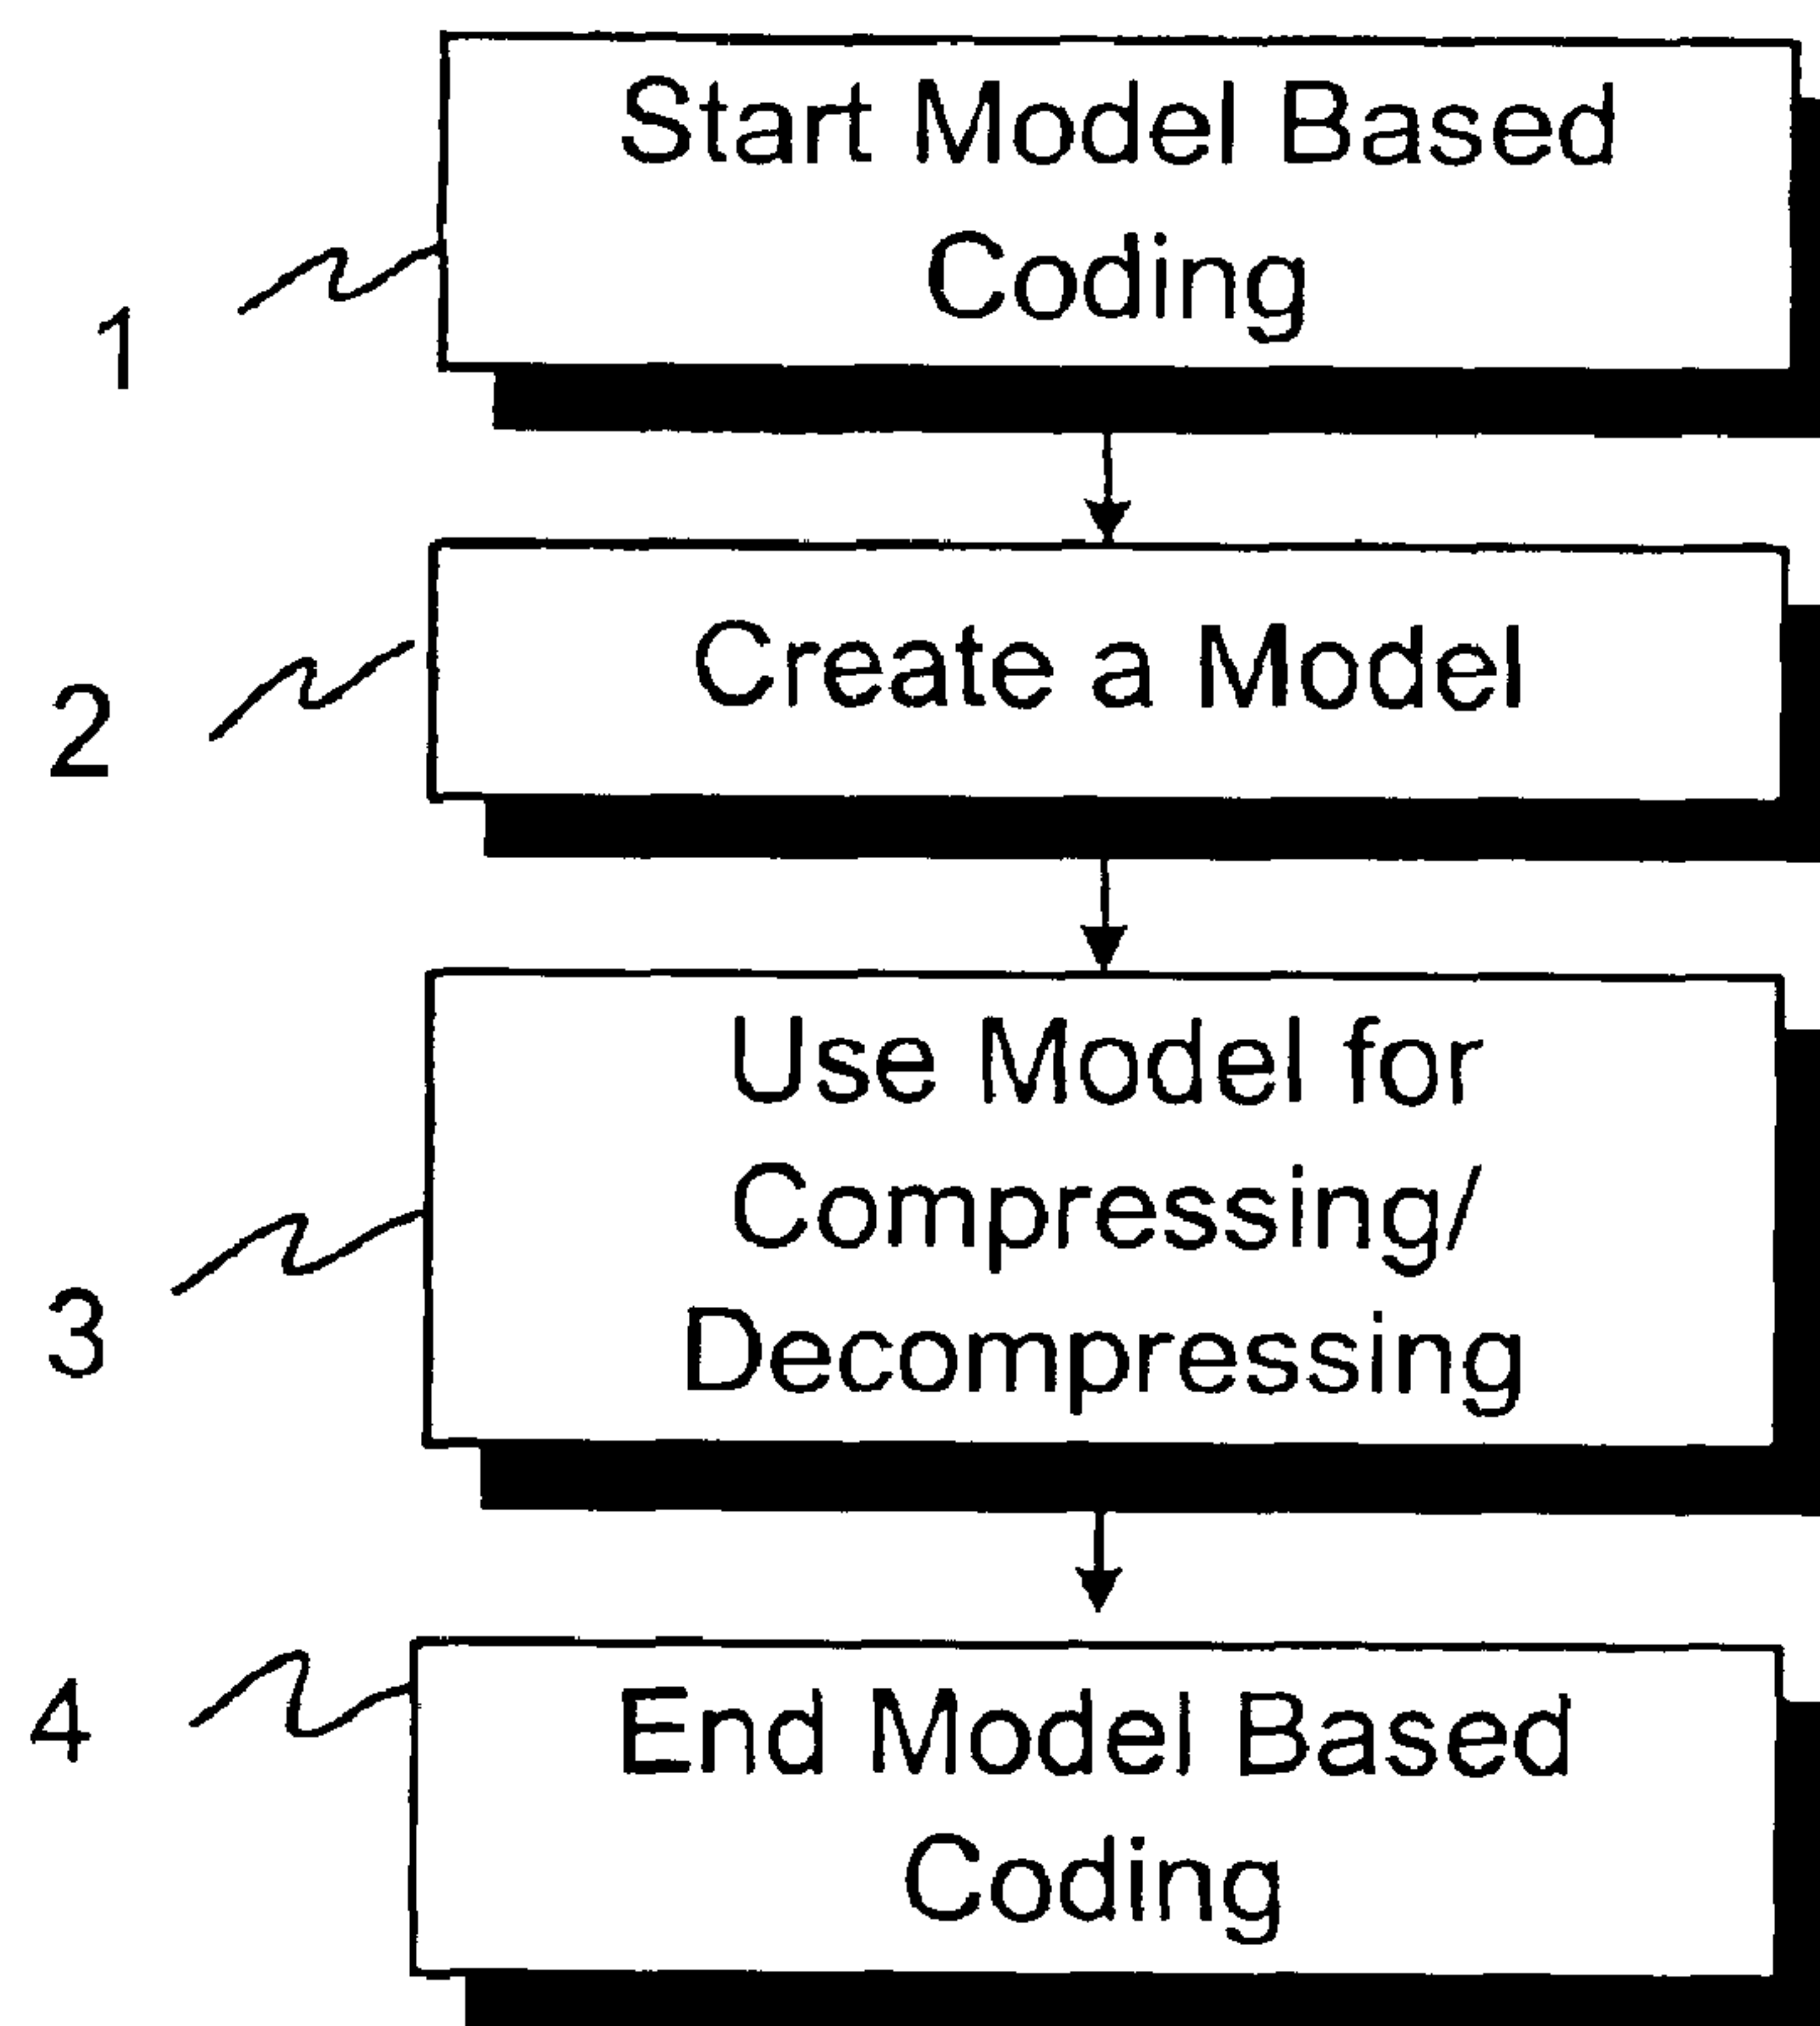 Start Model Based
Coding
1
Create a Model
2
Use Model for
Compressing/
Decompressing
3
End Model Based
Coding
4